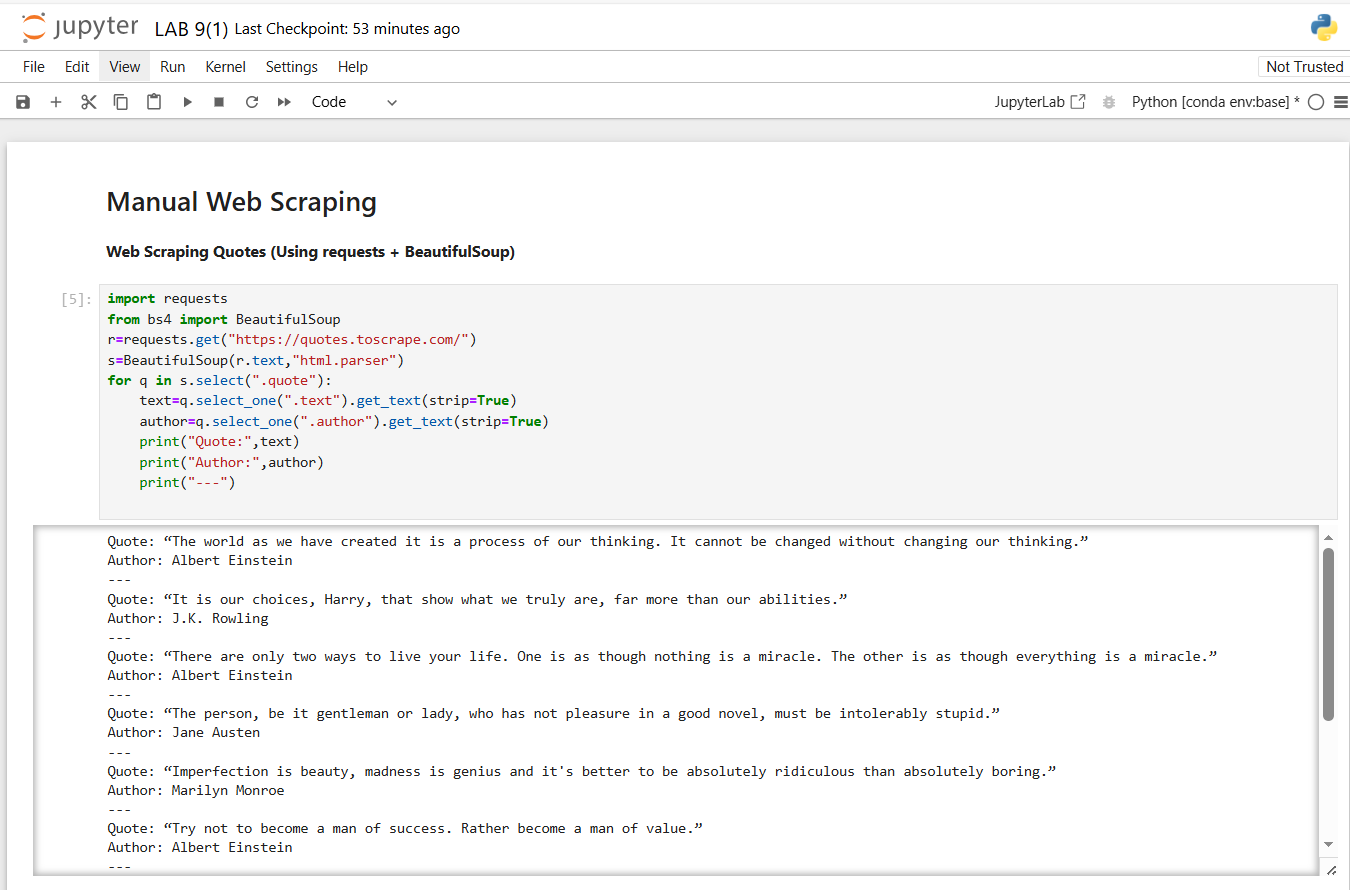 jupyter LAB 9(1) Last Checkpoint: 53 minutes ago
File Edit View Run Kernel Settings Help Not Trusted
Code JupyterLab Python [conda env:base] *
Manual Web Scraping
Web Scraping Quotes (Using requests + BeautifulSoup)
[5]: import requests
from bs4 import BeautifulSoup
r=requests.get("https://quotes.toscrape.com/")
s=BeautifulSoup(r.text,"html.parser")
for q in s.select(".quote"):
    text=q.select_one(".text").get_text(strip=True)
    author=q.select_one(".author").get_text(strip=True)
    print("Quote:",text)
    print("Author:",author)
    print("---")
Quote: “The world as we have created it is a process of our thinking. It cannot be changed without changing our thinking.”
Author: Albert Einstein
---
Quote: “It is our choices, Harry, that show what we truly are, far more than our abilities.”
Author: J.K. Rowling
---
Quote: “There are only two ways to live your life. One is as though nothing is a miracle. The other is as though everything is a miracle.”
Author: Albert Einstein
---
Quote: “The person, be it gentleman or lady, who has not pleasure in a good novel, must be intolerably stupid.”
Author: Jane Austen
---
Quote: “Imperfection is beauty, madness is genius and it's better to be absolutely ridiculous than absolutely boring.”
Author: Marilyn Monroe
---
Quote: “Try not to become a man of success. Rather become a man of value.”
Author: Albert Einstein
---